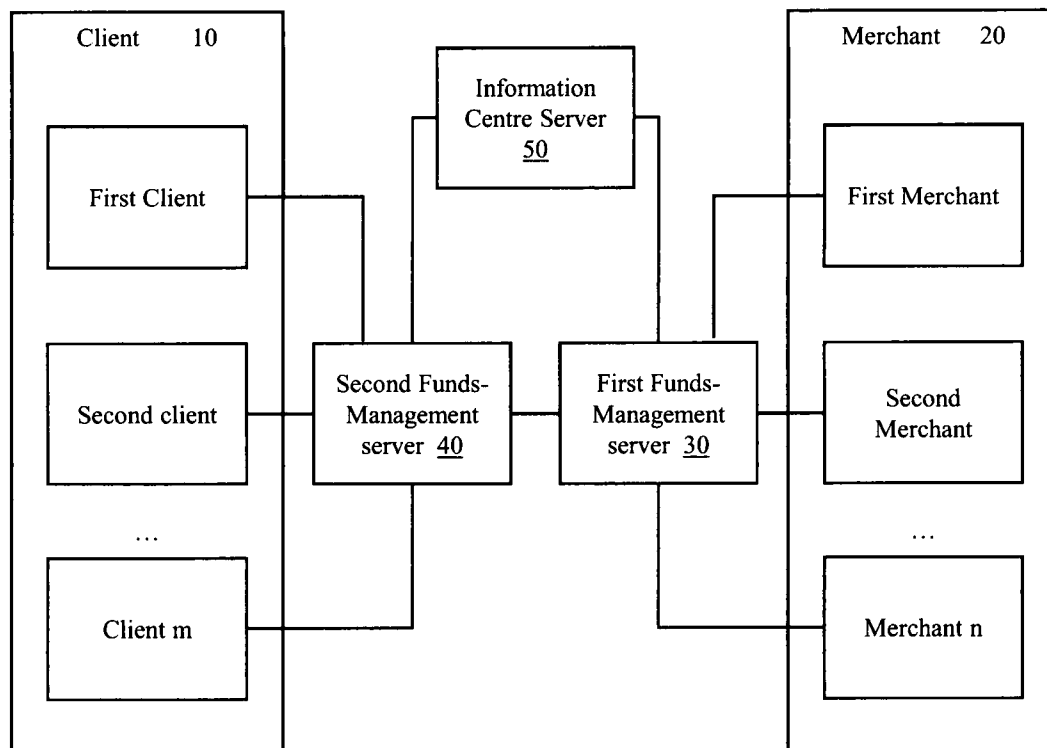 Client 10
First Client
Second client
…
Client m
Information
Centre Server
50
Second Funds-
Management
server 40
First Funds-
Management
server 30
Merchant 20
First Merchant
Second
Merchant
…
Merchant n